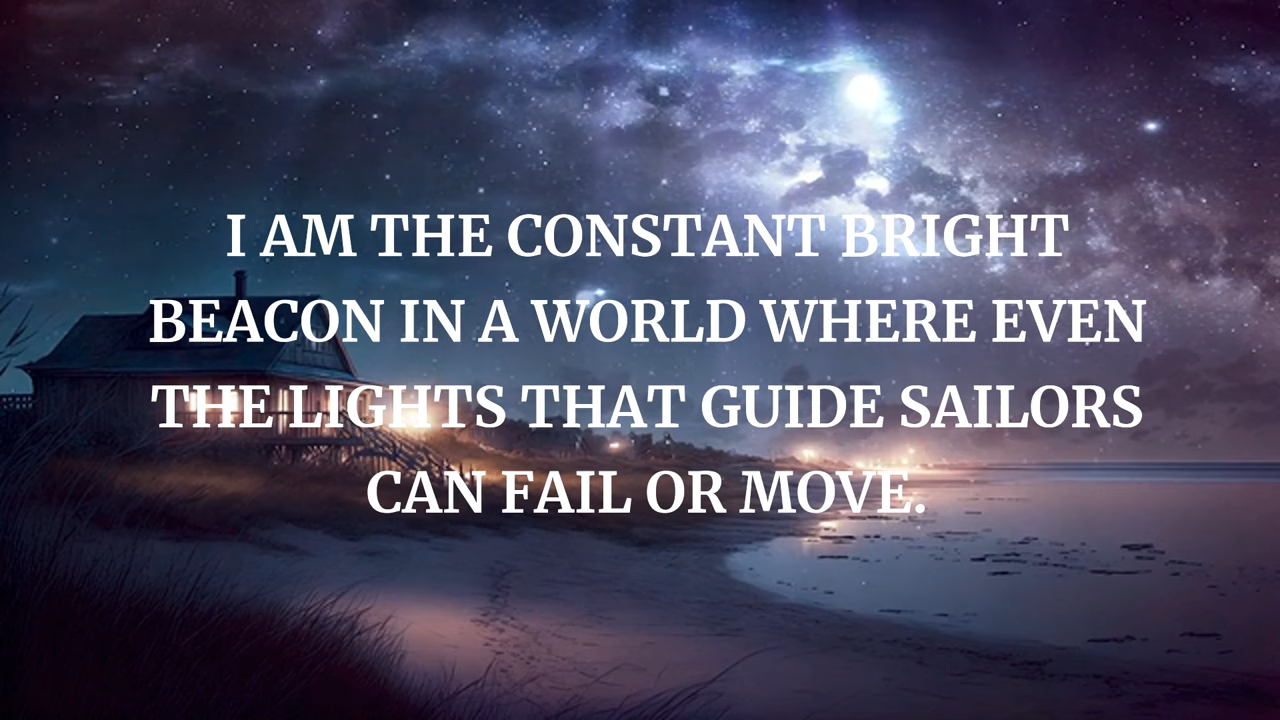 I AM THE CONSTANT BRIGHT
BEACON IN A WORLD WHERE EVEN
THE LIGHTS THAT GUIDE SAILORS
CAN FAIL OR MOVE.